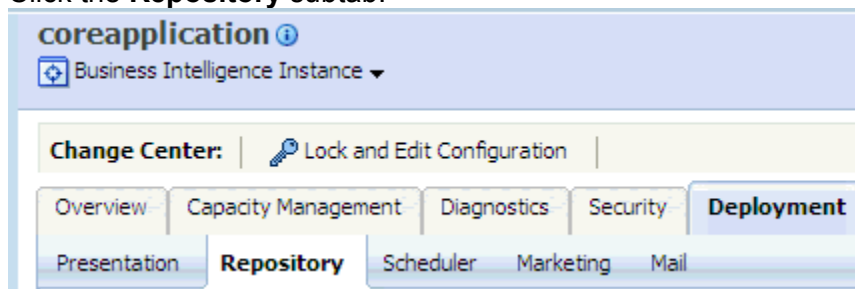 Click the Repository subtab.
coreapplication
Business Intelligence Instance
Change Center: Lock and Edit Configuration
Overview Capacity Management Diagnostics Security Deployment
Presentation Repository Scheduler Marketing Mail